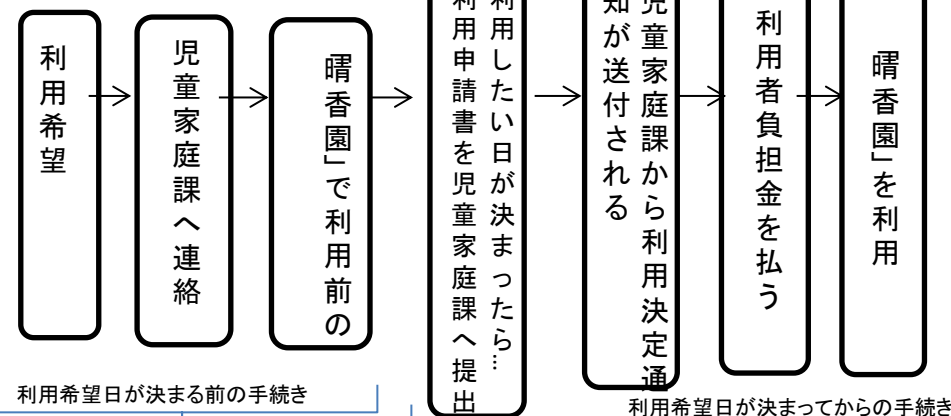 利用希望
児童家庭課へ連絡
晴香園」で利用前の
利用したい日が決まったら…
利用申請書を児童家庭課へ提出
児童家庭課から利用決定通
知が送付される
利用者負担金を払う
晴香園」を利用
利用希望日が決まる前の手続き
利用希望日が決まってからの手続き